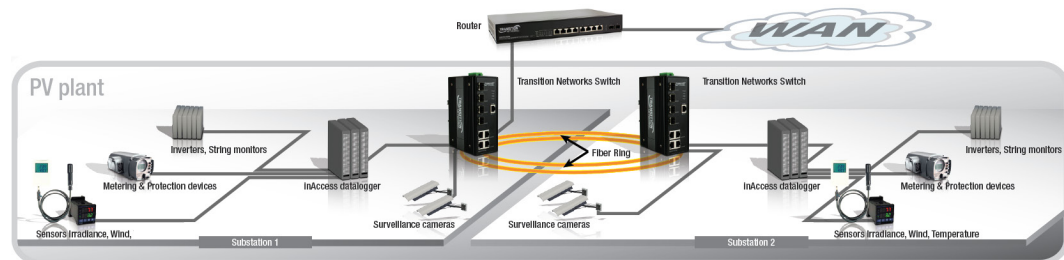 Router
WAN
PV plant
Transition Networks Switch
Transition Networks Switch
Inverters, String monitors
Fiber Ring
Inverters, String monitors
Metering & Protection devices
inAccess datalogger
inAccess datalogger
Metering & Protection devices
Surveillance cameras
Surveillance cameras
Sensors Irradiance, Wind,
Sensors Irradiance, Wind, Temperature
Substation 1
Substation 2